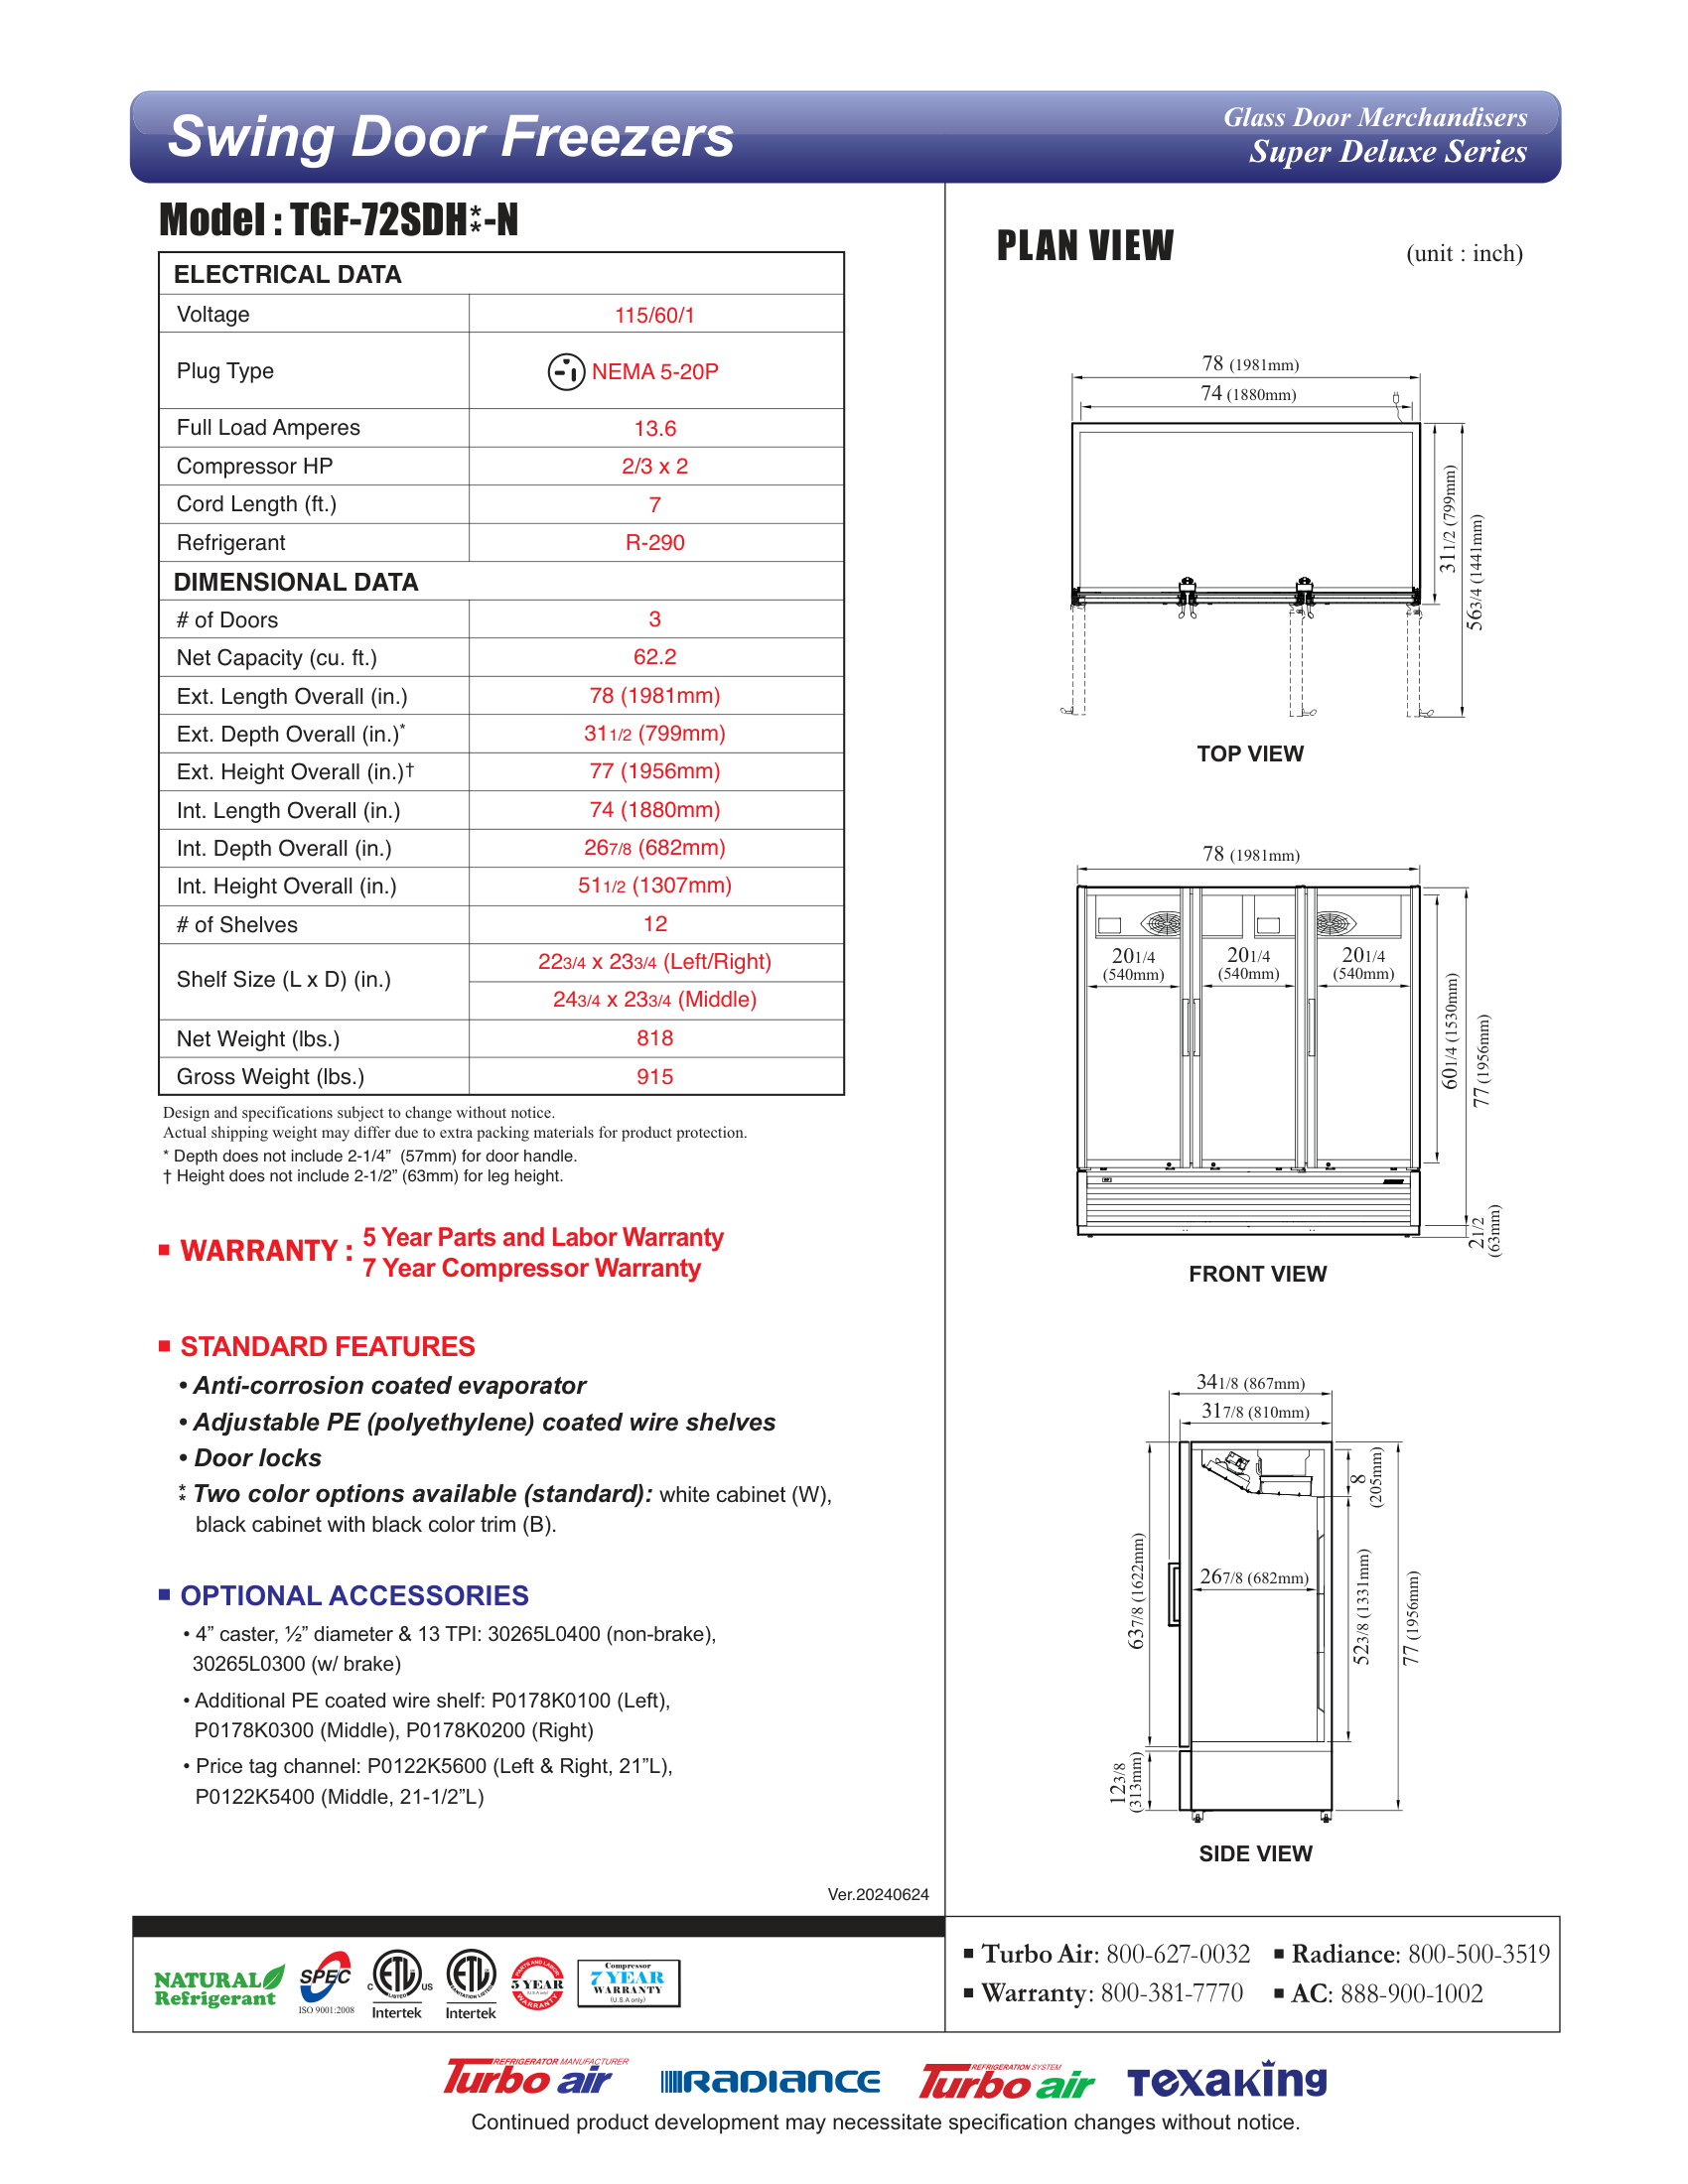 Swing Door Freezers
Glass Door Merchandisers
Super Deluxe Series
Model : TGF-72SDH⁑-N
ELECTRICAL DATA
Voltage 115/60/1
Plug Type NEMA 5-20P
Full Load Amperes 13.6
Compressor HP 2/3 x 2
Cord Length (ft.) 7
Refrigerant R-290
DIMENSIONAL DATA
# of Doors 3
Net Capacity (cu. ft.) 62.2
Ext. Length Overall (in.) 78 (1981mm)
Ext. Depth Overall (in.)* 31 1/2 (799mm)
Ext. Height Overall (in.)† 77 (1956mm)
Int. Length Overall (in.) 74 (1880mm)
Int. Depth Overall (in.) 26 7/8 (682mm)
Int. Height Overall (in.) 51 1/2 (1307mm)
# of Shelves 12
Shelf Size (L x D) (in.) 22 3/4 x 23 3/4 (Left/Right)
24 3/4 x 23 3/4 (Middle)
Net Weight (lbs.) 818
Gross Weight (lbs.) 915
Design and specifications subject to change without notice.
Actual shipping weight may differ due to extra packing materials for product protection.
* Depth does not include 2-1/4” (57mm) for door handle.
† Height does not include 2-1/2” (63mm) for leg height.
■ WARRANTY : 5 Year Parts and Labor Warranty
7 Year Compressor Warranty
■ STANDARD FEATURES
• Anti-corrosion coated evaporator
• Adjustable PE (polyethylene) coated wire shelves
• Door locks
⁑ Two color options available (standard): white cabinet (W),
black cabinet with black color trim (B).
■ OPTIONAL ACCESSORIES
• 4” caster, ½” diameter & 13 TPI: 30265L0400 (non-brake),
30265L0300 (w/ brake)
• Additional PE coated wire shelf: P0178K0100 (Left),
P0178K0300 (Middle), P0178K0200 (Right)
• Price tag channel: P0122K5600 (Left & Right, 21”L),
P0122K5400 (Middle, 21-1/2”L)
Ver.20240624
PLAN VIEW
(unit : inch)
78 (1981mm)
74 (1880mm)
31 1/2 (799mm)
56 3/4 (1441mm)
TOP VIEW
78 (1981mm)
20 1/4
(540mm)
20 1/4
(540mm)
20 1/4
(540mm)
60 1/4 (1530mm)
77 (1956mm)
2 1/2
(63mm)
FRONT VIEW
34 1/8 (867mm)
31 7/8 (810mm)
8
(205mm)
26 7/8 (682mm)
63 7/8 (1622mm)
52 3/8 (1331mm)
77 (1956mm)
12 3/8
(313mm)
SIDE VIEW
NATURAL
Refrigerant
SPEC
ISO 9001:2008
C ETL US
LISTED
Intertek
ETL
SANITATION LISTED
Intertek
PARTS AND LABOR
5 YEAR
(U.S.A only)
WARRANTY
Compressor
7 YEAR
WARRANTY
(U.S.A only)
■ Turbo Air: 800-627-0032 ■ Radiance: 800-500-3519
■ Warranty: 800-381-7770 ■ AC: 888-900-1002
REFRIGERATOR MANUFACTURER
Turbo air
RADIANCE
REFRIGERATION SYSTEM
Turbo air
Texaking
Continued product development may necessitate specification changes without notice.